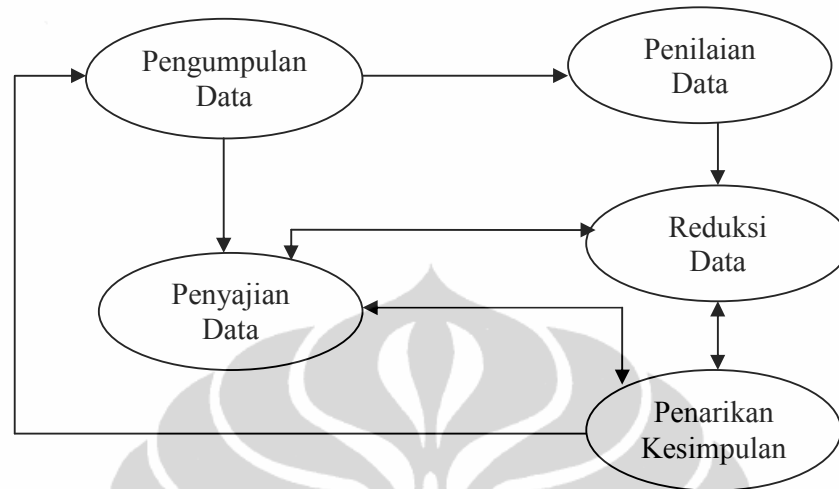 Pengumpulan
Data
Penilaian
Data
Reduksi
Data
Penyajian
Data
Penarikan
Kesimpulan